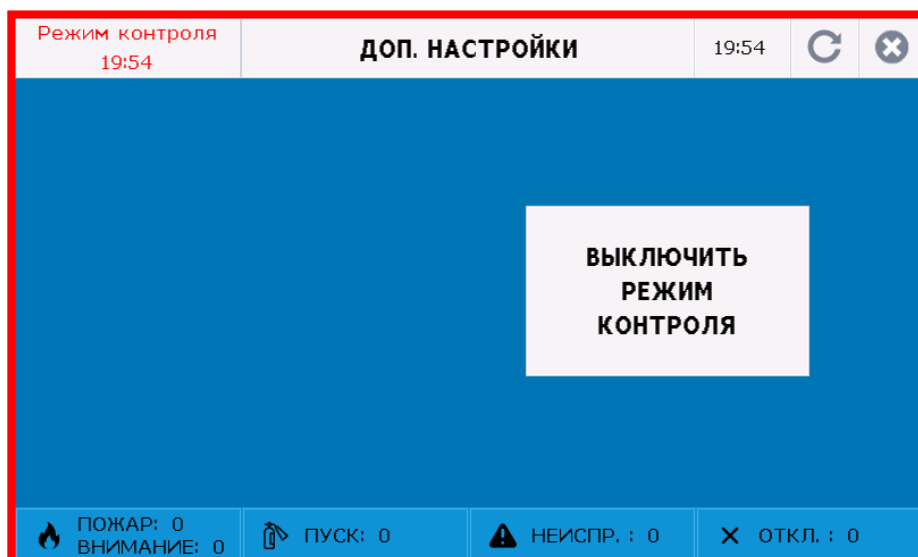 Режим контроля
19:54
ДОП. НАСТРОЙКИ
19:54
ВЫКЛЮЧИТЬ
РЕЖИМ
КОНТРОЛЯ
ПОЖАР: 0
ВНИМАНИЕ: 0
ПУСК: 0
НЕИСПР. : 0
ОТКЛ. : 0